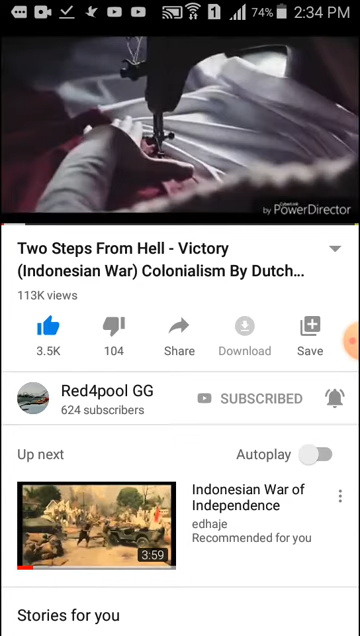 1
74%
2:34 PM
CyberLink
by PowerDirector
Two Steps From Hell - Victory
(Indonesian War) Colonialism By Dutch...
113K views
3.5K
104
Share
Download
Save
Red4pool GG
624 subscribers
SUBSCRIBED
Up next
Autoplay
3:59
Indonesian War of
Independence
edhaje
Recommended for you
Stories for you